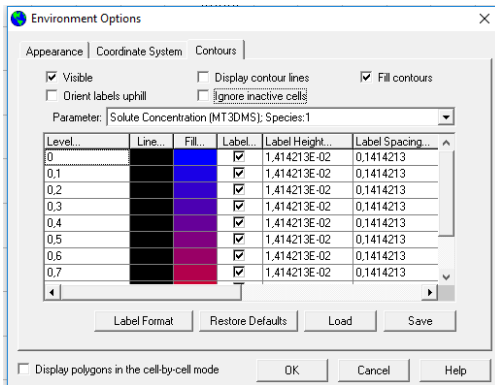 Environment Options
Appearance Coordinate System Contours
Visible Display contour lines Fill contours
Orient labels uphill Ignore inactive cells
Parameter: Solute Concentration (MT3DMS); Species:1
Level... Line... Fill... Label... Label Height... Label Spacing...
0 1,414213E-02 0,1414213
0,1 1,414213E-02 0,1414213
0,2 1,414213E-02 0,1414213
0,3 1,414213E-02 0,1414213
0,4 1,414213E-02 0,1414213
0,5 1,414213E-02 0,1414213
0,6 1,414213E-02 0,1414213
0,7 1,414213E-02 0,1414213
Label Format Restore Defaults Load Save
Display polygons in the cell-by-cell mode OK Cancel Help